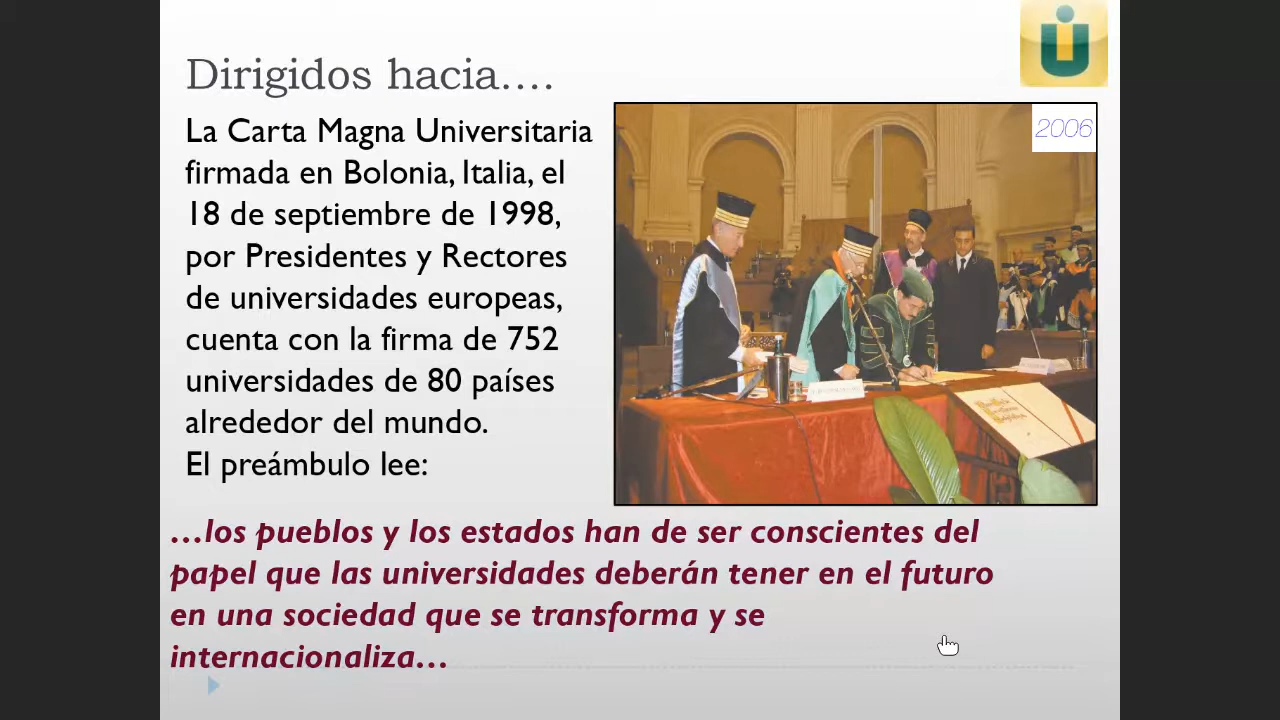 Dirigidos hacia....
La Carta Magna Universitaria
firmada en Bolonia, Italia, el
18 de septiembre de 1998,
por Presidentes y Rectores
de universidades europeas,
cuenta con la firma de 752
universidades de 80 países
alrededor del mundo.
El preámbulo lee:
2006
…los pueblos y los estados han de ser conscientes del
papel que las universidades deberán tener en el futuro
en una sociedad que se transforma y se
internacionaliza…